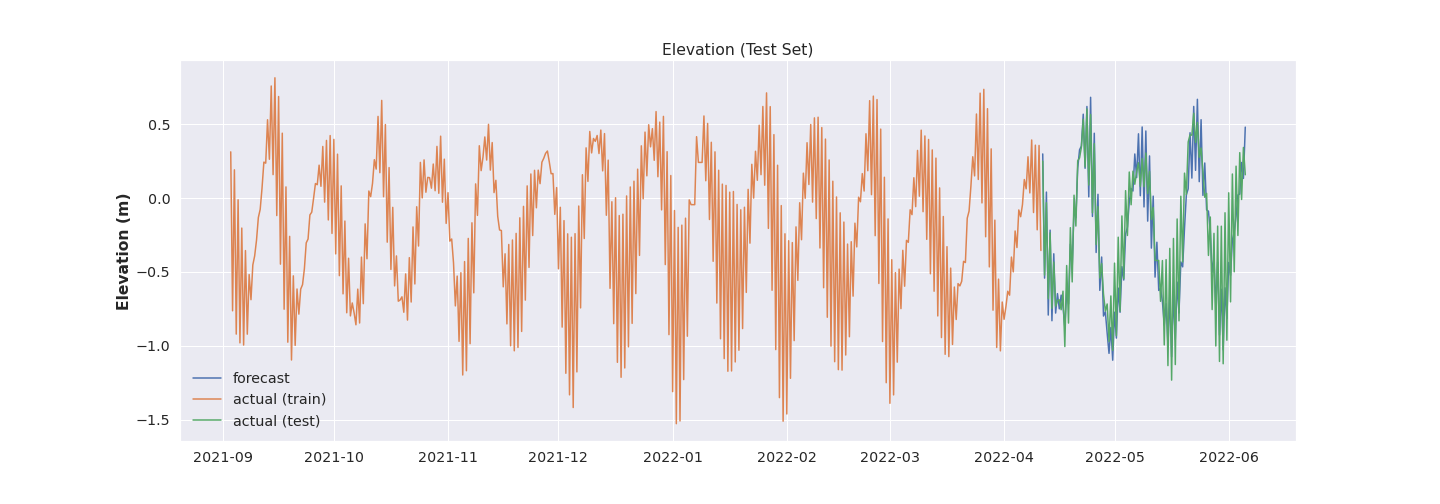 Elevation (Test Set)
Elevation (m)
0.5
0.0
−0.5
−1.0
−1.5
forecast
actual (train)
actual (test)
2021-09 2021-10 2021-11 2021-12 2022-01 2022-02 2022-03 2022-04 2022-05 2022-06